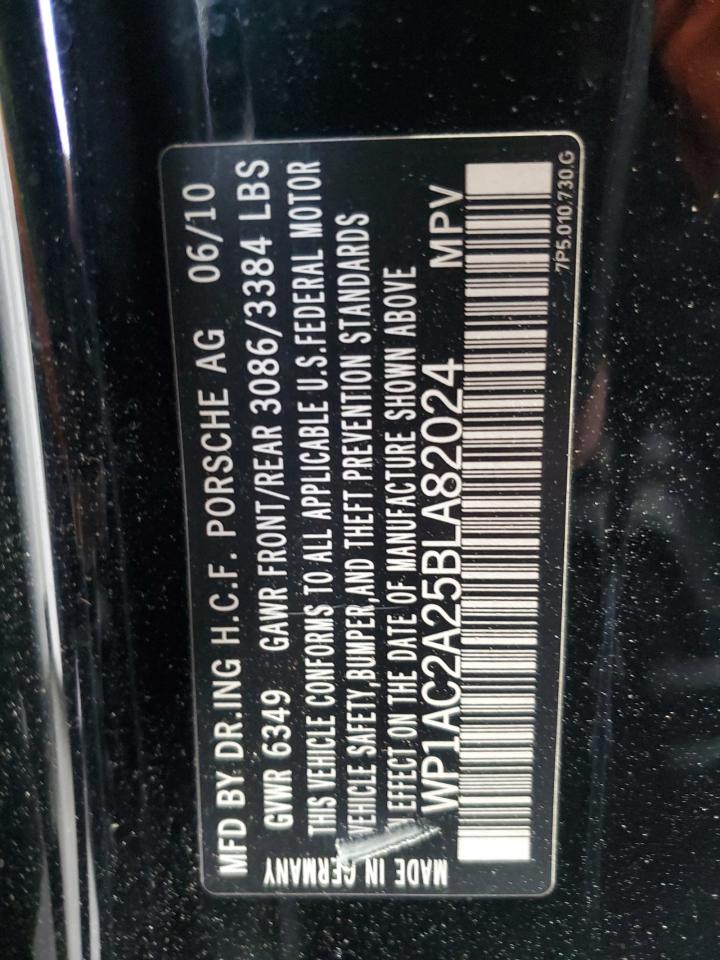 MFD BY DR.ING H.C.F. PORSCHE AG 06/10
GVWR 6349 GAWR FRONT/REAR 3086/3384 LBS
THIS VEHICLE CONFORMS TO ALL APPLICABLE U.S.FEDERAL MOTOR
VEHICLE SAFETY,BUMPER,AND THEFT PREVENTION STANDARDS
IN EFFECT ON THE DATE OF MANUFACTURE SHOWN ABOVE
WP1AC2A25BLA82024 MPV
7P5.010.730.G
MADE IN GERMANY